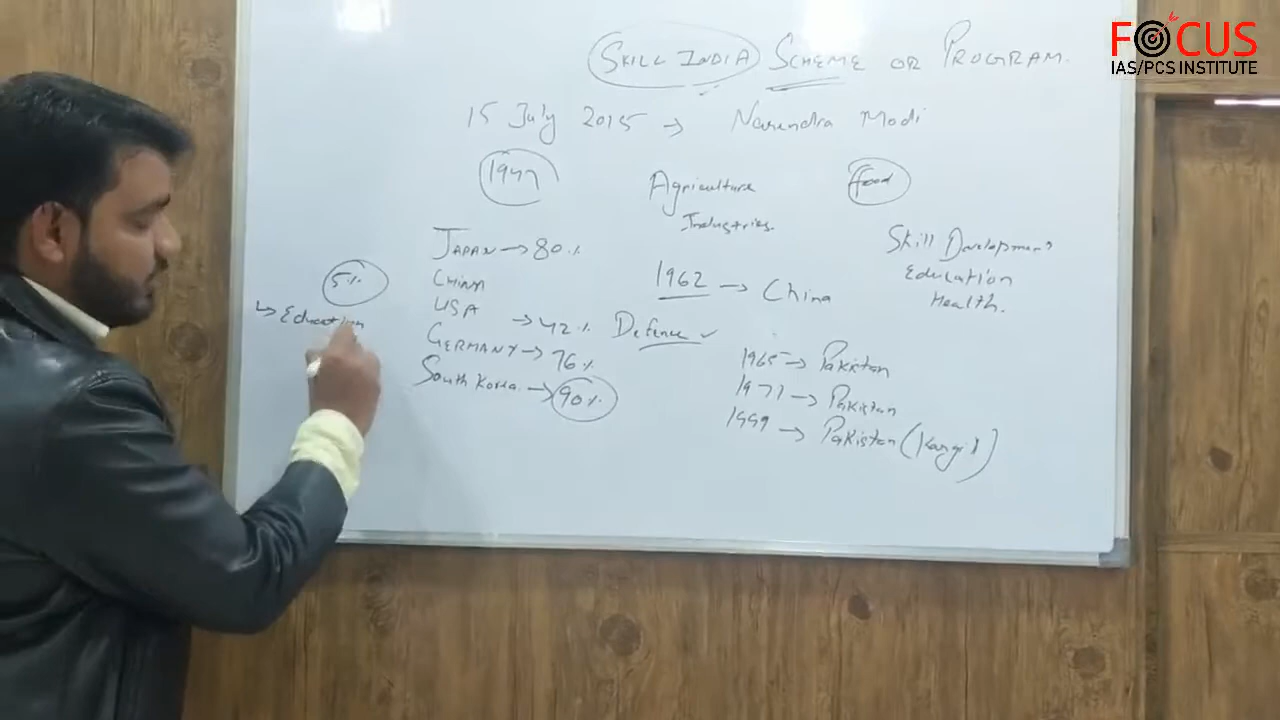 FOCUS
IAS/PCS INSTITUTE
SKILL INDIA SCHEME OR PROGRAM.
15 July 2015 → Narendra Modi
1947
Agriculture
Industries.
Food
Skill Development
Education
Health.
JAPAN → 80%
CHINA
USA → 42%
GERMANY → 76%
South Korea → 90%
5%
↳ Education
1962 → China
Defence ✓
1965 → Pakistan
1971 → Pakistan
1999 → Pakistan (Kargil)